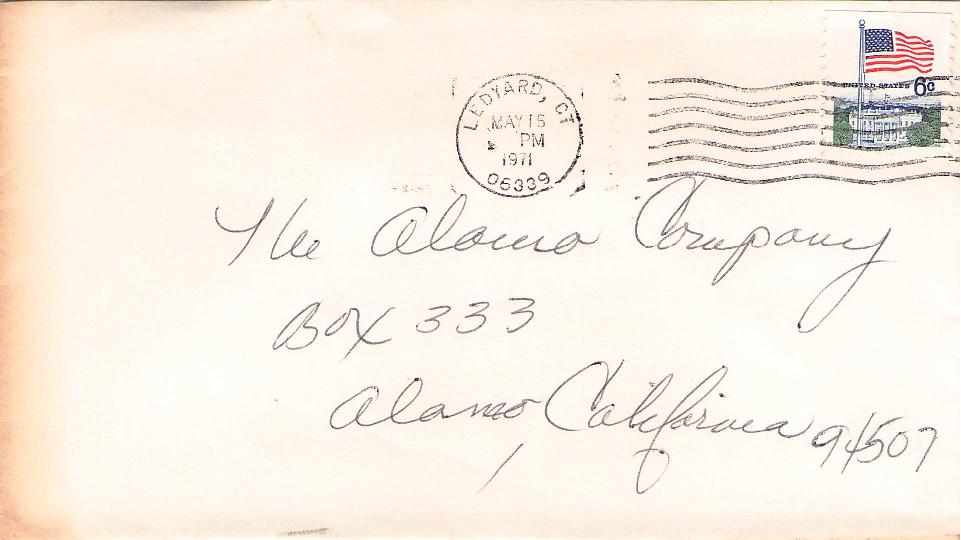 LEDYARD, CT
MAY 15
PM
1971
06339
UNITED STATES 6c
The Alamo Company
Box 333
Alamo California 94507